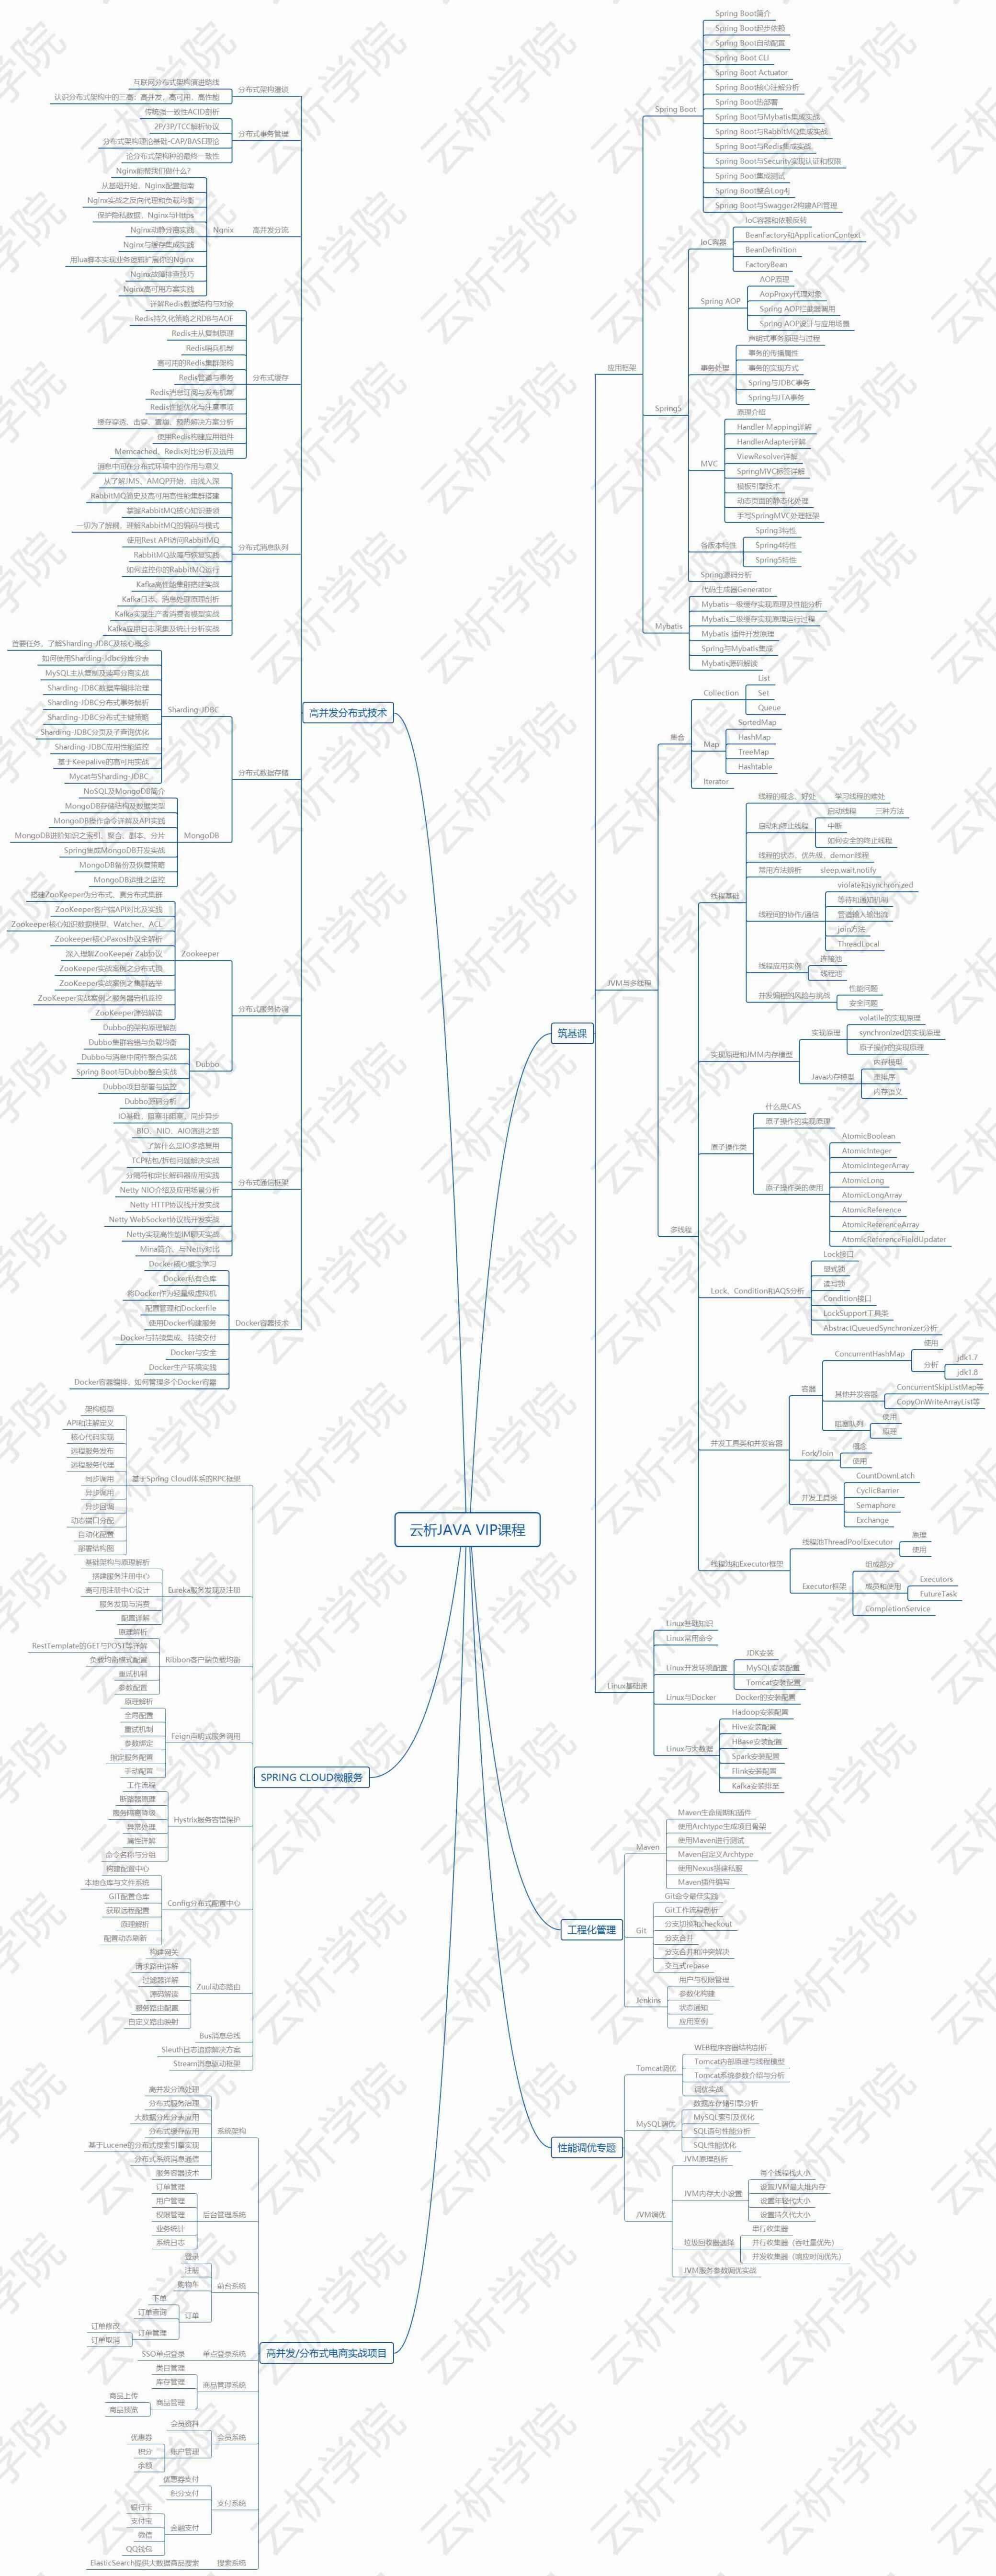 云析JAVA VIP课程
高并发分布式技术
分布式架构漫谈
互联网分布式架构演进路线
认识分布式架构中的三高：高并发、高可用、高性能
分布式事务管理
传统强一致性ACID剖析
2P/3P/TCC解析协议
分布式架构理论基础-CAP/BASE理论
论分布式架构种的最终一致性
高并发分流
Ngnix
Nginx能帮我们做什么？
从基础开始，Nginx配置指南
Nginx实战之反向代理和负载均衡
保护隐私数据，Nginx与Https
Nginx动静分离实践
Nginx与缓存集成实践
用lua脚本实现业务逻辑扩展你的Nginx
Nginx故障排查技巧
Nginx高可用方案实践
分布式缓存
详解Redis数据结构与对象
Redis持久化策略之RDB与AOF
Redis主从复制原理
Redis哨兵机制
高可用的Redis集群架构
Redis管道与事务
Redis消息订阅与发布机制
Redis性能优化与注意事项
缓存穿透、击穿、雪崩、预热解决方案分析
使用Redis构建应用组件
Memcached、Redis对比分析及选用
分布式消息队列
消息中间在分布式环境中的作用与意义
从了解JMS、AMQP开始，由浅入深
RabbitMQ简史及高可用高性能集群搭建
掌握RabbitMQ核心知识要领
一切为了解耦，理解RabbitMQ的编码与模式
使用Rest API访问RabbitMQ
RabbitMQ故障与恢复实践
如何监控你的RabbitMQ运行
Kafka高性能集群搭建实战
Kafka日志、消息处理原理剖析
Kafka实现生产者消费者模型实战
Kafka应用日志采集及统计分析实战
分布式数据存储
Sharding-JDBC
首要任务，了解Sharding-JDBC及核心概念
如何使用Sharding-Jdbc分库分表
MySQL主从复制及读写分离实战
Sharding-JDBC数据库编排治理
Sharding-JDBC分布式事务解析
Sharding-JDBC分布式主键策略
Sharding-JDBC分页及子查询优化
Sharding-JDBC应用性能监控
基于Keepalive的高可用实战
Mycat与Sharding-JDBC
MongoDB
NoSQL及MongoDB简介
MongoDB存储结构及数据类型
MongoDB操作命令详解及API实践
MongoDB进阶知识之索引、聚合、副本、分片
Spring集成MongoDB开发实战
MongoDB备份及恢复策略
MongoDB运维之监控
分布式服务协调
Zookeeper
搭建ZooKeeper伪分布式、真分布式集群
ZooKeeper客户端API对比及实践
Zookeeper核心知识数据模型、Watcher、ACL
Zookeeper核心Paxos协议全解析
深入理解ZooKeeper Zab协议
ZooKeeper实战案例之分布式锁
ZooKeeper实战案例之集群选举
ZooKeeper实战案例之服务器宕机监控
ZooKeeper源码解读
Dubbo
Dubbo的架构原理解剖
Dubbo集群容错与负载均衡
Dubbo与消息中间件整合实战
Spring Boot与Dubbo整合实战
Dubbo项目部署与监控
Dubbo源码分析
分布式通信框架
IO基础，阻塞非阻塞、同步异步
BIO、NIO、AIO演进之路
了解什么是IO多路复用
TCP粘包/拆包问题解决实战
分隔符和定长解码器应用实践
Netty NIO介绍及应用场景分析
Netty HTTP协议栈开发实战
Netty WebSocket协议栈开发实战
Netty实现高性能IM聊天实战
Mina简介，与Netty对比
Docker容器技术
Docker核心概念学习
Docker私有仓库
将Docker作为轻量级虚拟机
配置管理和Dockerfile
使用Docker构建服务
Docker与持续集成、持续交付
Docker与安全
Docker生产环境实践
Docker容器编排，如何管理多个Docker容器
SPRING CLOUD微服务
基于Spring Cloud体系的RPC框架
架构模型
API和注解定义
核心代码实现
远程服务发布
远程服务代理
同步调用
异步调用
异步回调
动态端口分配
自动化配置
部署结构图
Eureka服务发现及注册
基础架构与原理解析
搭建服务注册中心
高可用注册中心设计
服务发现与消费
配置详解
Ribbon客户端负载均衡
原理解析
RestTemplate的GET与POST等详解
负载均衡模式配置
重试机制
参数配置
Feign声明式服务调用
原理解析
全局配置
重试机制
参数绑定
指定服务配置
手动配置
Hystrix服务容错保护
工作流程
断路器原理
服务隔离降级
异常处理
属性详解
命令名称与分组
Config分布式配置中心
构建配置中心
本地仓库与文件系统
GIT配置仓库
获取远程配置
原理解析
配置动态刷新
Zuul动态路由
构建网关
请求路由详解
过滤器详解
源码解读
服务路由配置
自定义路由映射
Bus消息总线
Sleuth日志追踪解决方案
Stream消息驱动框架
高并发/分布式电商实战项目
系统架构
高并发分流处理
分布式服务治理
大数据分库分表应用
分布式缓存应用
基于Lucene的分布式搜索引擎实现
分布式系统消息通信
服务容器技术
后台管理系统
订单管理
用户管理
权限管理
业务统计
系统日志
前台系统
登录
注册
购物车
订单
下单
订单查询
订单管理
订单修改
订单取消
单点登录系统
SSO单点登录
商品管理系统
类目管理
库存管理
商品管理
商品上传
商品预览
会员系统
会员资料
账户管理
优惠券
积分
余额
支付系统
优惠券支付
积分支付
金融支付
银行卡
支付宝
微信
QQ钱包
搜索系统
ElasticSearch提供大数据商品搜索
筑基课
应用框架
Spring Boot
Spring Boot简介
Spring Boot起步依赖
Spring Boot自动配置
Spring Boot CLI
Spring Boot Actuator
Spring Boot核心注解分析
Spring Boot热部署
Spring Boot与Mybatis集成实战
Spring Boot与RabbitMQ集成实战
Spring Boot与Redis集成实战
Spring Boot与Security实现认证和权限
Spring Boot集成测试
Spring Boot整合Log4j
Spring Boot与Swagger2构建API管理
Spring5
IoC容器
IoC容器和依赖反转
BeanFactory和ApplicationContext
BeanDefinition
FactoryBean
Spring AOP
AOP原理
AopProxy代理对象
Spring AOP拦截器调用
Spring AOP设计与应用场景
事务处理
声明式事务原理与过程
事务的传播属性
事务的实现方式
Spring与JDBC事务
Spring与JTA事务
MVC
原理介绍
Handler Mapping详解
HandlerAdapter详解
ViewResolver详解
SpringMVC标签详解
模板引擎技术
动态页面的静态化处理
手写SpringMVC处理框架
各版本特性
Spring3特性
Spring4特性
Spring5特性
Spring源码分析
Mybatis
代码生成器Generator
Mybatis一级缓存实现原理及性能分析
Mybatis二级缓存实现原理运行过程
Mybatis 插件开发原理
Spring与Mybatis集成
Mybatis源码解读
JVM与多线程
集合
Collection
List
Set
Queue
Map
SortedMap
HashMap
TreeMap
Hashtable
Iterator
多线程
线程基础
线程的概念、好处
学习线程的难处
启动和终止线程
启动线程
三种方法
中断
如何安全的终止线程
线程的状态、优先级、demon线程
常用方法辨析
sleep,wait,notify
线程间的协作/通信
violate和synchronized
等待和通知机制
管道输入输出流
join方法
ThreadLocal
线程应用实例
连接池
线程池
并发编程的风险与挑战
性能问题
安全问题
实现原理和JMM内存模型
实现原理
volatile的实现原理
synchronized的实现原理
原子操作的实现原理
Java内存模型
内存模型
重排序
内存语义
原子操作类
什么是CAS
原子操作的实现原理
原子操作类的使用
AtomicBoolean
AtomicInteger
AtomicIntegerArray
AtomicLong
AtomicLongArray
AtomicReference
AtomicReferenceArray
AtomicReferenceFieldUpdater
Lock、Condition和AQS分析
Lock接口
显式锁
读写锁
Condition接口
LockSupport工具类
AbstractQueuedSynchronizer分析
并发工具类和并发容器
容器
ConcurrentHashMap
使用
分析
jdk1.7
jdk1.8
其他并发容器
ConcurrentSkipListMap等
CopyOnWriteArrayList等
阻塞队列
使用
原理
Fork/Join
概念
使用
并发工具类
CountDownLatch
CyclicBarrier
Semaphore
Exchange
线程池和Executor框架
线程池ThreadPoolExecutor
原理
使用
Executor框架
组成部分
成员和使用
Executors
FutureTask
CompletionService
Linux基础课
Linux基础知识
Linux常用命令
Linux开发环境配置
JDK安装
MySQL安装配置
Tomcat安装配置
Linux与Docker
Docker的安装配置
Linux与大数据
Hadoop安装配置
Hive安装配置
HBase安装配置
Spark安装配置
Flink安装配置
Kafka安装排至
工程化管理
Maven
Maven生命周期和插件
使用Archtype生成项目骨架
使用Maven进行测试
Maven自定义Archtype
使用Nexus搭建私服
Maven插件编写
Git
Git命令最佳实践
Git工作流程剖析
分支切换和checkout
分支合并
分支合并和冲突解决
交互式rebase
Jenkins
用户与权限管理
参数化构建
状态通知
应用案例
性能调优专题
Tomcat调优
WEB程序容器结构剖析
Tomcat内部原理与线程模型
Tomcat系统参数介绍与分析
调优实战
MySQL调优
数据库存储引擎分析
MySQL索引及优化
SQL语句性能分析
SQL性能优化
JVM调优
JVM原理剖析
JVM内存大小设置
每个线程栈大小
设置JVM最大堆内存
设置年轻代大小
设置持久代大小
垃圾回收器选择
串行收集器
并行收集器（吞吐量优先）
并发收集器（响应时间优先）
JVM服务参数调优实战
云析学院